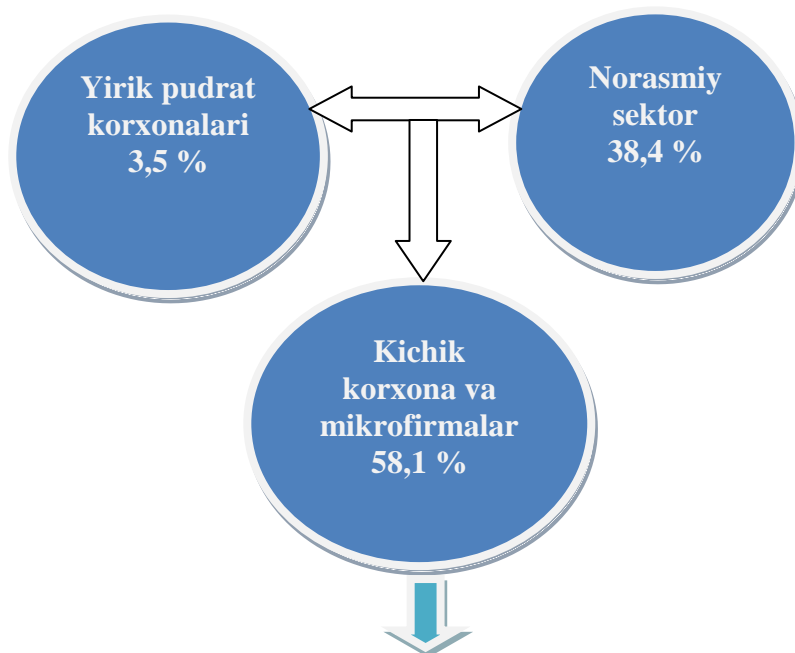 Yirik pudrat
korxonalari
3,5 %
Norasmiy
sektor
38,4 %
Kichik
korxona va
mikrofirmalar
58,1 %